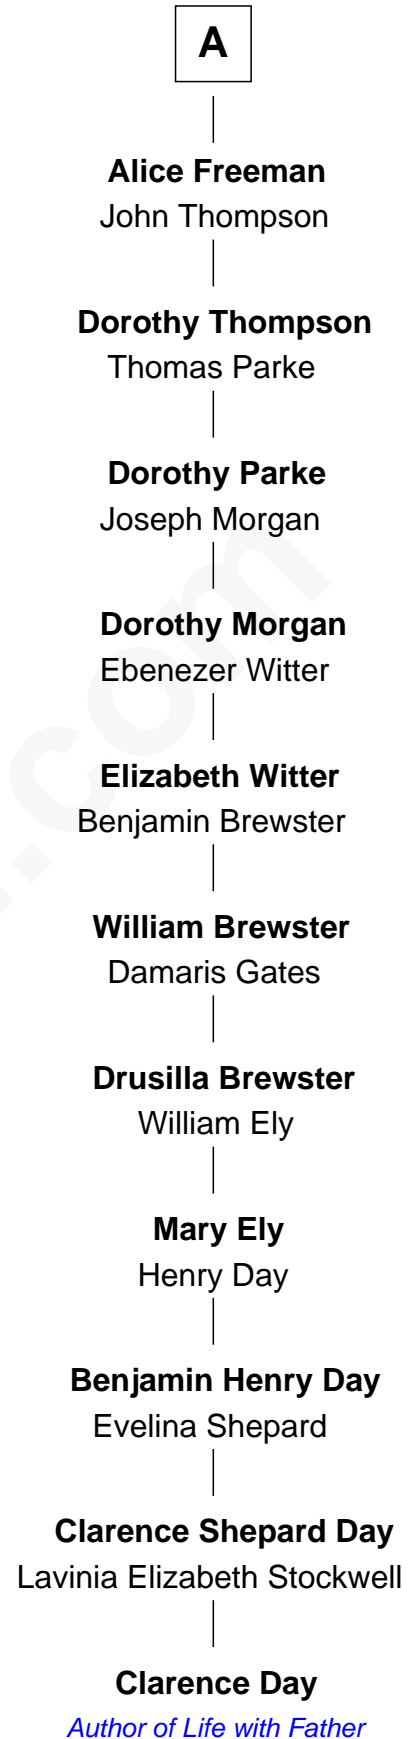 A
Alice Freeman
John Thompson
Dorothy Thompson
Thomas Parke
Dorothy Parke
Joseph Morgan
Dorothy Morgan
Ebenezer Witter
Elizabeth Witter
Benjamin Brewster
William Brewster
Damaris Gates
Drusilla Brewster
William Ely
Mary Ely
Henry Day
Benjamin Henry Day
Evelina Shepard
Clarence Shepard Day
Lavinia Elizabeth Stockwell
Clarence Day
Author of Life with Father
.com